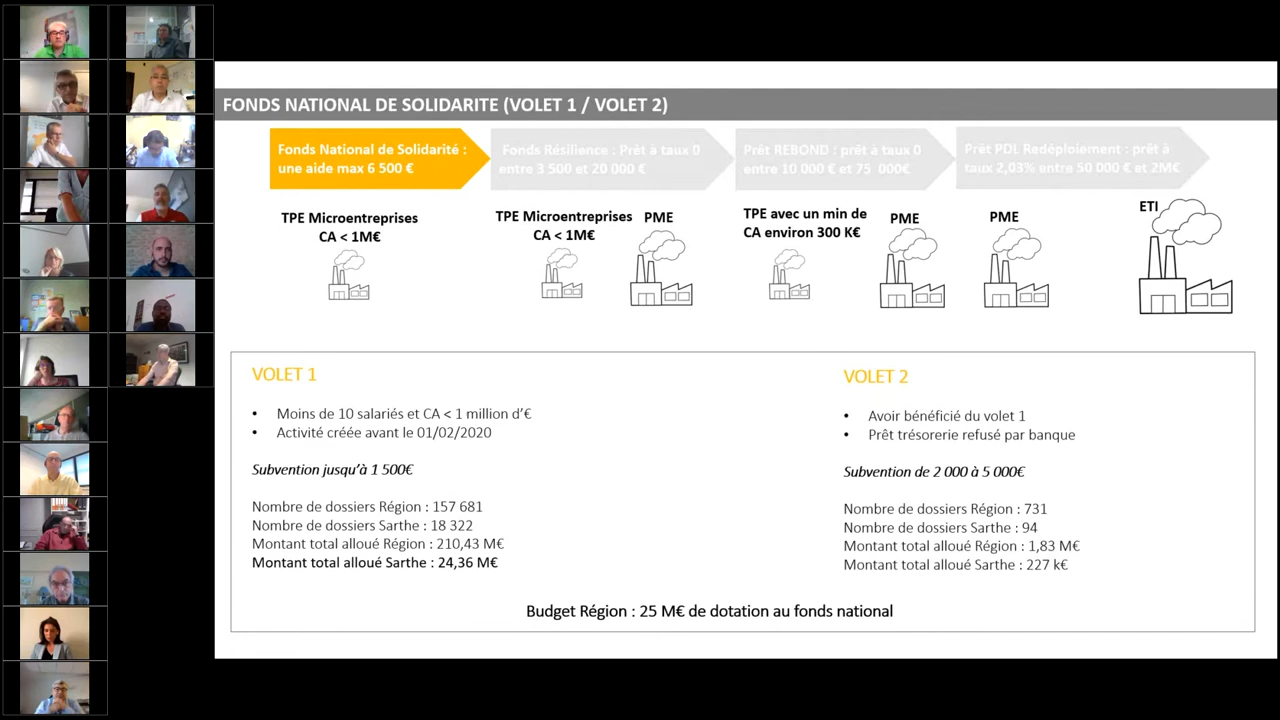 FONDS NATIONAL DE SOLIDARITE (VOLET 1 / VOLET 2)
Fonds National de Solidarité :
une aide max 6 500 €
Fonds Résilience : Prêt à taux 0
entre 3 500 et 20 000 €
Prêt REBOND : prêt à taux 0
entre 10 000 € et 75 000€
Prêt PDL Redéploiement : prêt à
taux 2,03% entre 50 000 € et 2M€
TPE Microentreprises
CA < 1M€
TPE Microentreprises
CA < 1M€
PME
TPE avec un min de
CA environ 300 K€
PME
PME
ETI
VOLET 1
• Moins de 10 salariés et CA < 1 million d'€
• Activité créée avant le 01/02/2020
Subvention jusqu'à 1 500€
Nombre de dossiers Région : 157 681
Nombre de dossiers Sarthe : 18 322
Montant total alloué Région : 210,43 M€
Montant total alloué Sarthe : 24,36 M€
VOLET 2
• Avoir bénéficié du volet 1
• Prêt trésorerie refusé par banque
Subvention de 2 000 à 5 000€
Nombre de dossiers Région : 731
Nombre de dossiers Sarthe : 94
Montant total alloué Région : 1,83 M€
Montant total alloué Sarthe : 227 k€
Budget Région : 25 M€ de dotation au fonds national